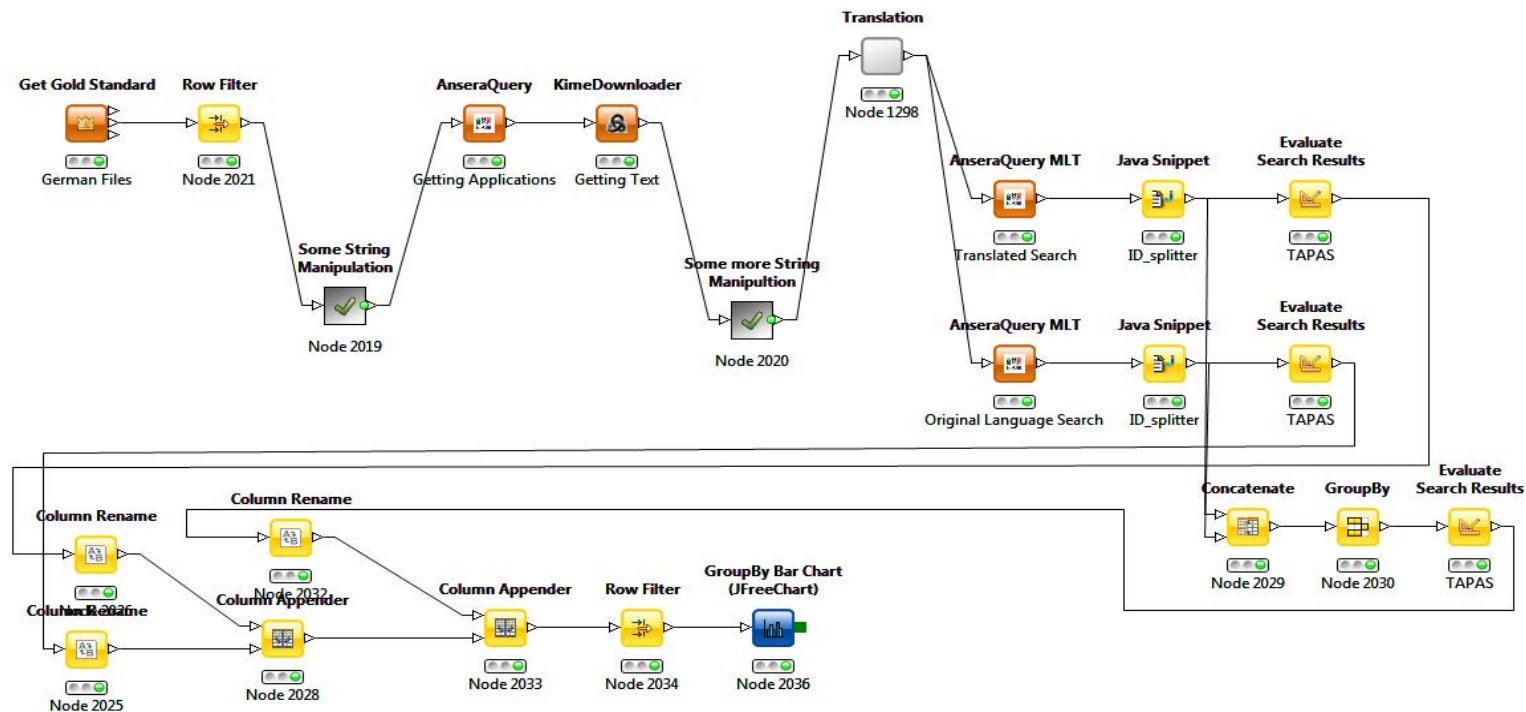 Translation
Node 1298
Get Gold Standard
German Files
Row Filter
Node 2021
Some String
Manipulation
Node 2019
AnseraQuery
Getting Applications
KimeDownloader
Getting Text
Some more String
Manipultion
Node 2020
AnseraQuery MLT
Translated Search
Java Snippet
ID_splitter
Evaluate
Search Results
TAPAS
AnseraQuery MLT
Original Language Search
Java Snippet
ID_splitter
Evaluate
Search Results
TAPAS
Concatenate
Node 2029
GroupBy
Node 2030
Evaluate
Search Results
TAPAS
Column Rename
Node 2026
Column Rename
Node 2025
Column Rename
Node 2032
Column Appender
Node 2028
Column Appender
Node 2033
Row Filter
Node 2034
GroupBy Bar Chart
(JFreeChart)
Node 2036